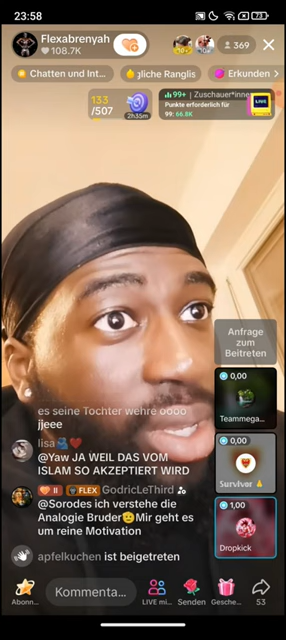 23:58
73
Flexabrenyah
108.7K
369
Chatten und Int...
gliche Ranglis
Erkunden
133
/507
2h35m
99+ | Zuschauer*inne
Punkte erforderlich für
99: 66.8K
LIVE
Anfrage
zum
Beitreten
0,00
Teammega...
0,00
Survivor
1,00
Dropkick
es seine Tochter wehre oooo
jjeee
lisa
@Yaw JA WEIL DAS VOM
ISLAM SO AKZEPTIERT WIRD
II FLEX GodricLeThird
@Sorodes ich verstehe die
Analogie Bruder🫡Mir geht es
um reine Motivation
apfelkuchen ist beigetreten
Abonn...
Kommenta...
LIVE mi...
Senden
Gesche...
53